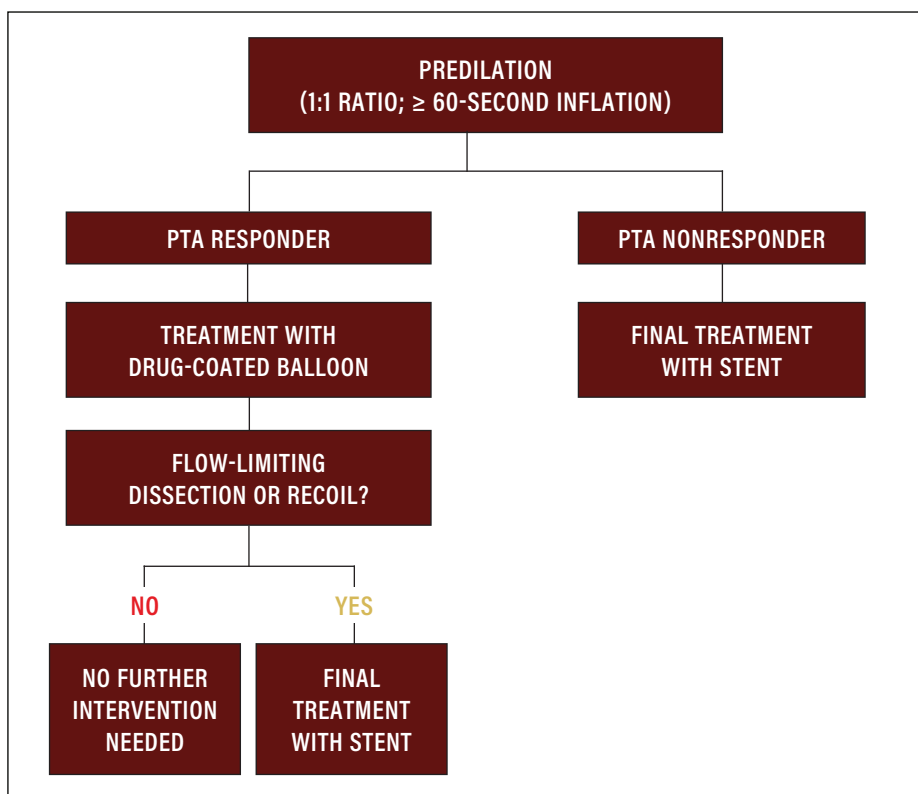 PREDILATION
(1:1 RATIO; ≥ 60-SECOND INFLATION)
PTA RESPONDER
PTA NONRESPONDER
TREATMENT WITH
DRUG-COATED BALLOON
FINAL TREATMENT
WITH STENT
FLOW-LIMITING
DISSECTION OR RECOIL?
NO
YES
NO FURTHER
INTERVENTION
NEEDED
FINAL
TREATMENT
WITH STENT